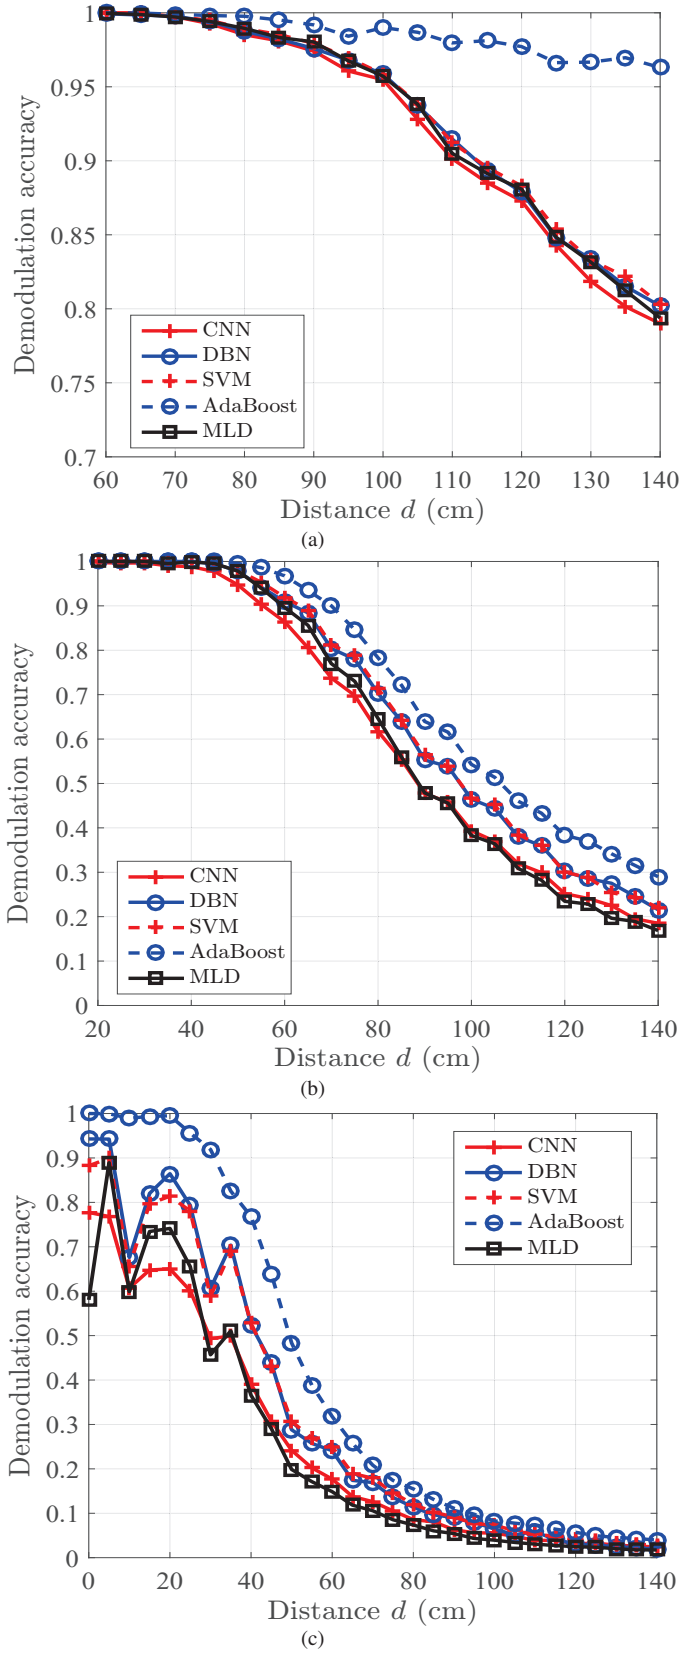 1
0.95
0.9
0.85
0.8
0.75
0.7
Demodulation accuracy
CNN
DBN
SVM
AdaBoost
MLD
60 70 80 90 100 110 120 130 140
Distance d (cm)
(a)
1
0.9
0.8
0.7
0.6
0.5
0.4
0.3
0.2
0.1
0
Demodulation accuracy
CNN
DBN
SVM
AdaBoost
MLD
20 40 60 80 100 120 140
Distance d (cm)
(b)
1
0.9
0.8
0.7
0.6
0.5
0.4
0.3
0.2
0.1
0
Demodulation accuracy
CNN
DBN
SVM
AdaBoost
MLD
0 20 40 60 80 100 120 140
Distance d (cm)
(c)